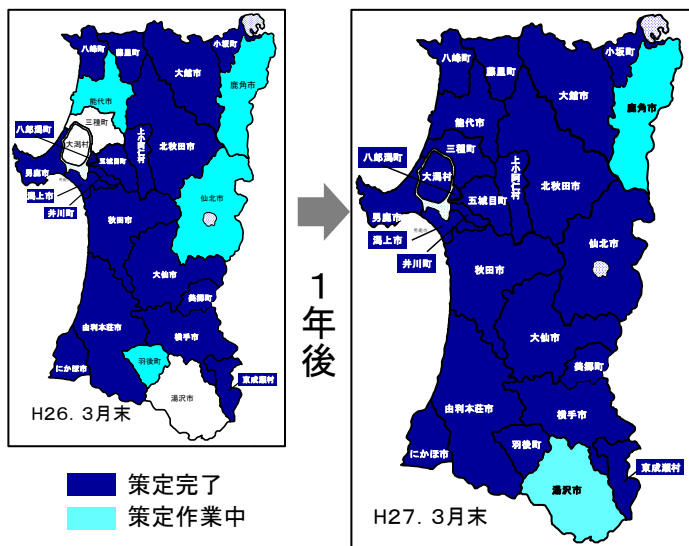 八峰町
藤里町
小坂町
大館市
鹿角市
能代市
三種町
八郎潟町
大潟村
上小阿仁村
北秋田市
五城目町
男鹿市
潟上市
井川町
秋田市
仙北市
大仙市
美郷町
由利本荘市
横手市
にかほ市
羽後町
東成瀬村
湯沢市
H26. 3月末
1年後
八峰町
藤里町
小坂町
大館市
鹿角市
能代市
三種町
八郎潟町
大潟村
上小阿仁村
北秋田市
五城目町
男鹿市
潟上市
井川町
秋田市
仙北市
大仙市
美郷町
由利本荘市
横手市
にかほ市
羽後町
東成瀬村
湯沢市
H27. 3月末
策定完了
策定作業中